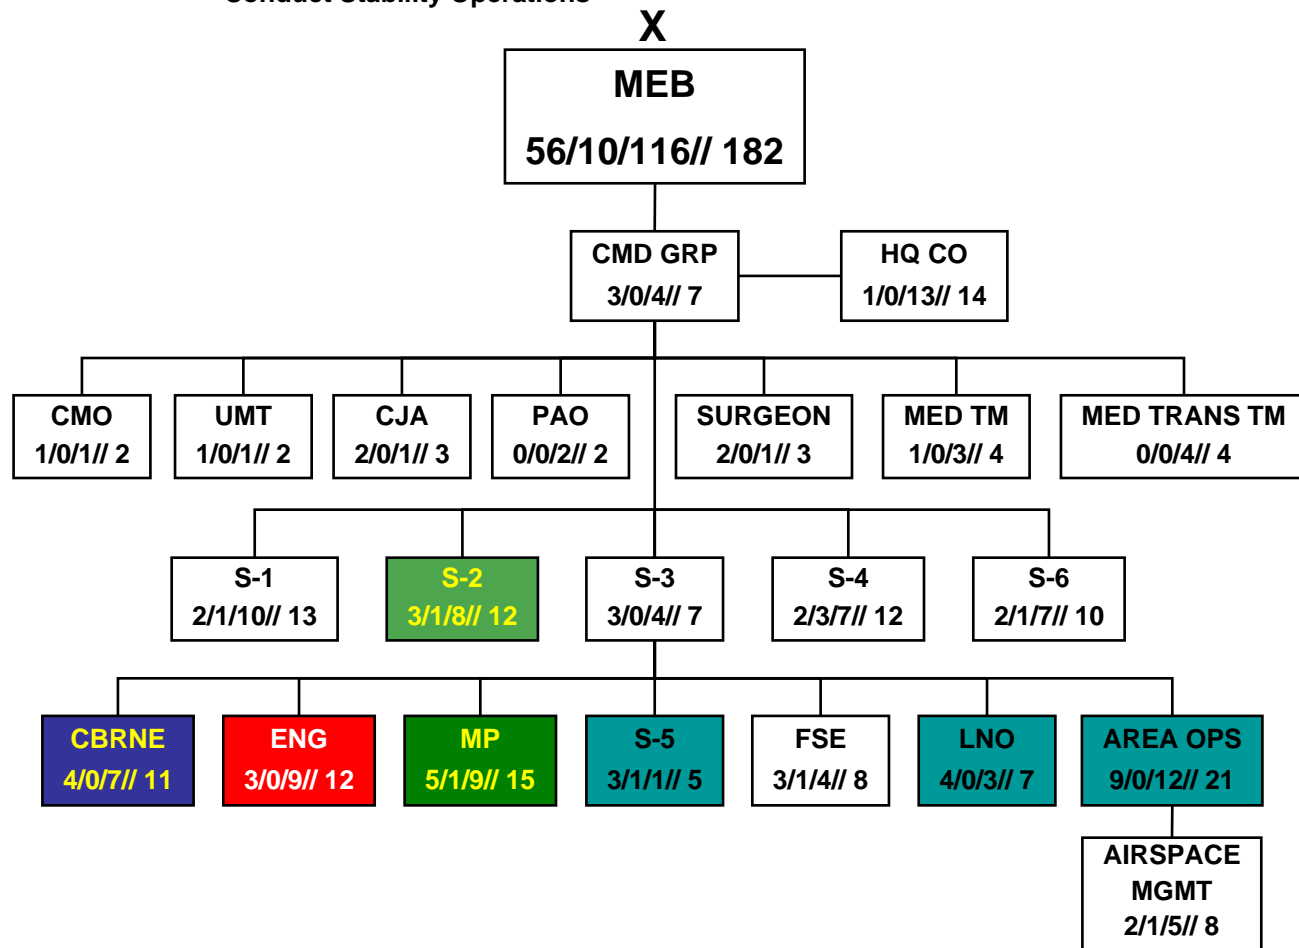 Conduct Stability Operations
X
MEB
56/10/116// 182
CMD GRP
3/0/4// 7
HQ CO
1/0/13// 14
CMO
1/0/1// 2
UMT
1/0/1// 2
CJA
2/0/1// 3
PAO
0/0/2// 2
SURGEON
2/0/1// 3
MED TM
1/0/3// 4
MED TRANS TM
0/0/4// 4
S-1
2/1/10// 13
S-2
3/1/8// 12
S-3
3/0/4// 7
S-4
2/3/7// 12
S-6
2/1/7// 10
CBRNE
4/0/7// 11
ENG
3/0/9// 12
MP
5/1/9// 15
S-5
3/1/1// 5
FSE
3/1/4// 8
LNO
4/0/3// 7
AREA OPS
9/0/12// 21
AIRSPACE
MGMT
2/1/5// 8